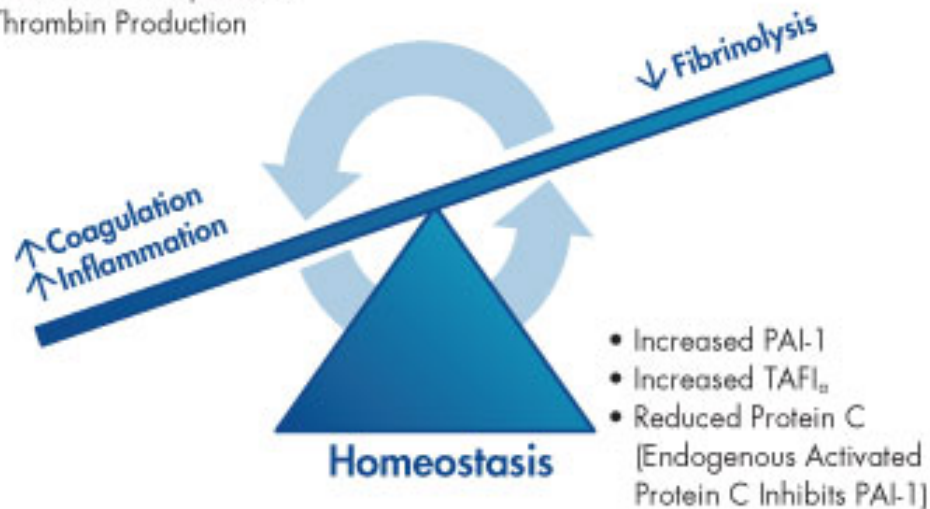 Thrombin Production
↓ Fibrinolysis
↑Coagulation
↑Inflammation
• Increased PAI-1
• Increased TAFIₐ
• Reduced Protein C
(Endogenous Activated
Protein C Inhibits PAI-1)
Homeostasis